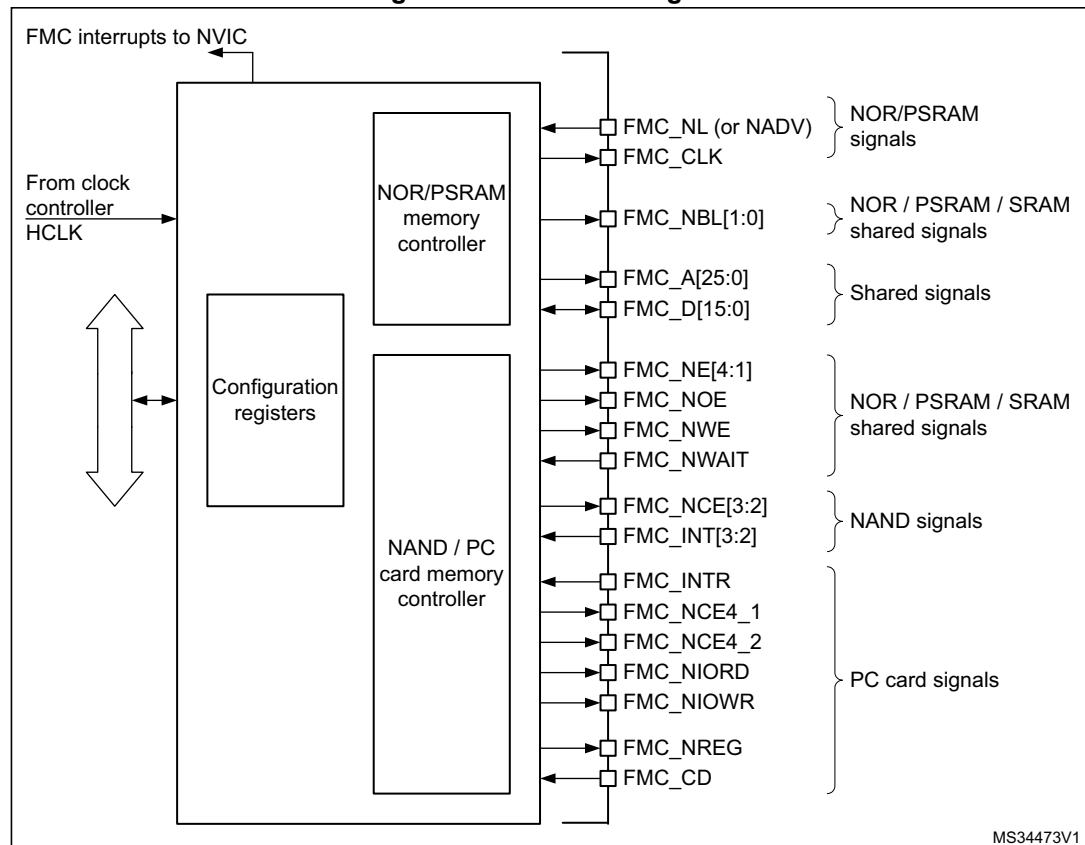 FMC interrupts to NVIC
From clock
controller
HCLK
NOR/PSRAM
memory
controller
Configuration
registers
NAND / PC
card memory
controller
FMC_NL (or NADV)
FMC_CLK
NOR/PSRAM
signals
FMC_NBL[1:0]
NOR / PSRAM / SRAM
shared signals
FMC_A[25:0]
FMC_D[15:0]
Shared signals
FMC_NE[4:1]
FMC_NOE
FMC_NWE
FMC_NWAIT
NOR / PSRAM / SRAM
shared signals
FMC_NCE[3:2]
FMC_INT[3:2]
NAND signals
FMC_INTR
FMC_NCE4_1
FMC_NCE4_2
FMC_NIORD
FMC_NIOWR
FMC_NREG
FMC_CD
PC card signals
MS34473V1